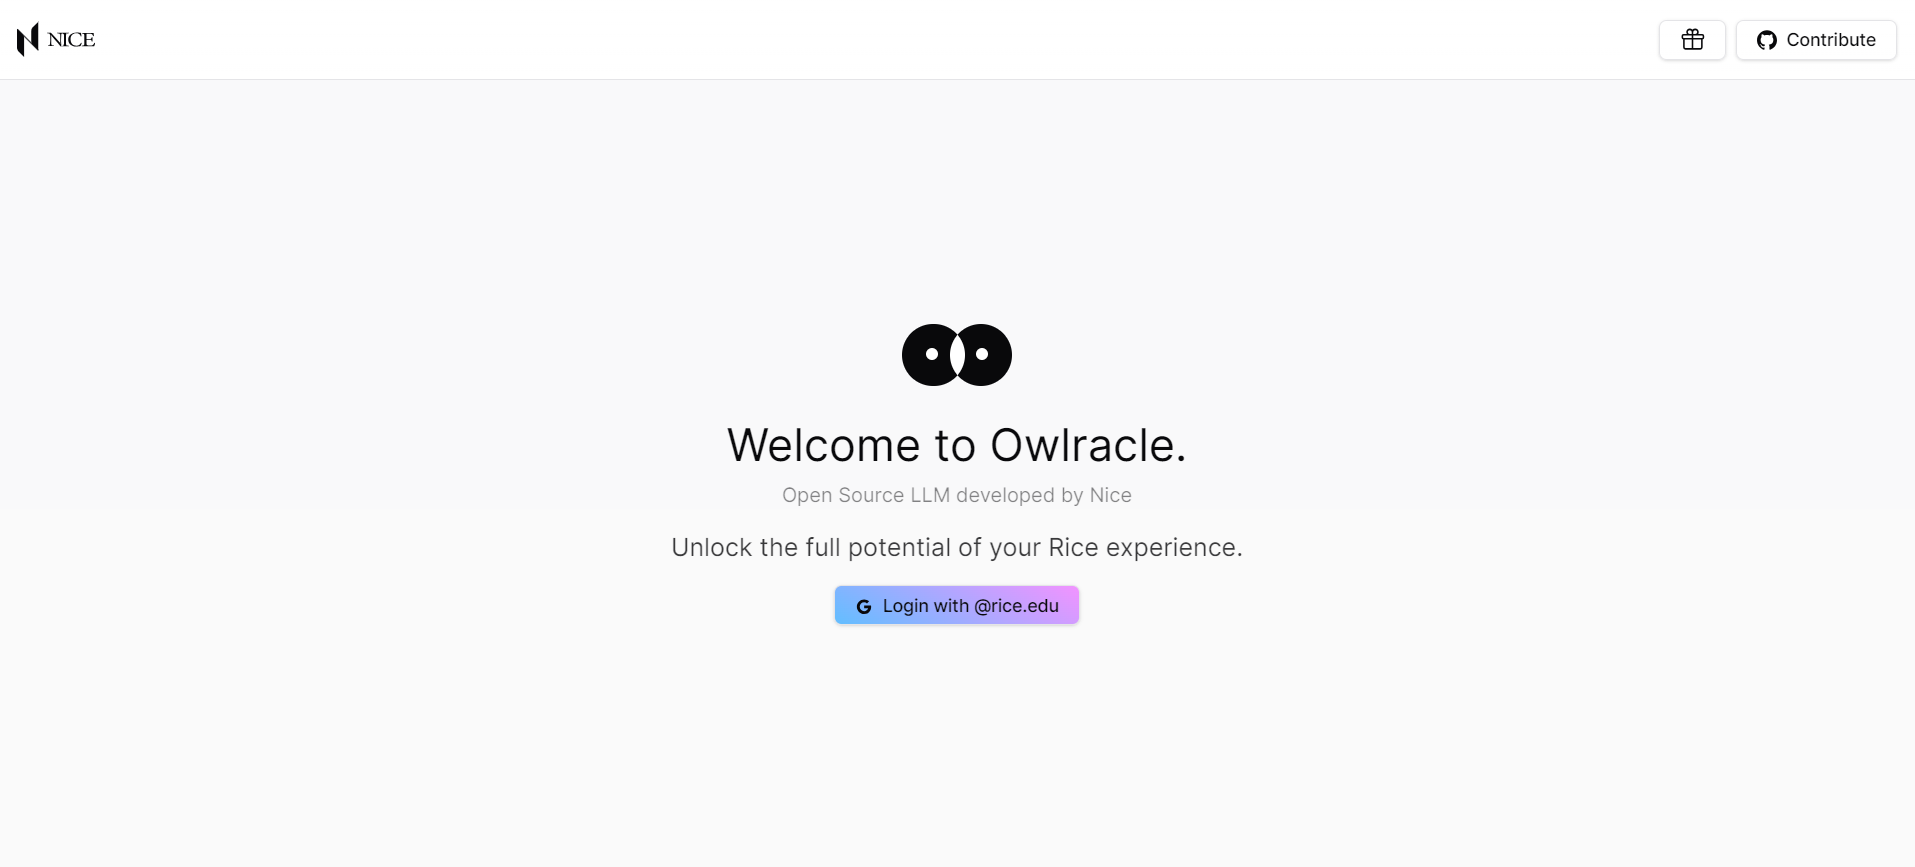 NICE
Contribute
Welcome to Owlracle.
Open Source LLM developed by Nice
Unlock the full potential of your Rice experience.
Login with @rice.edu